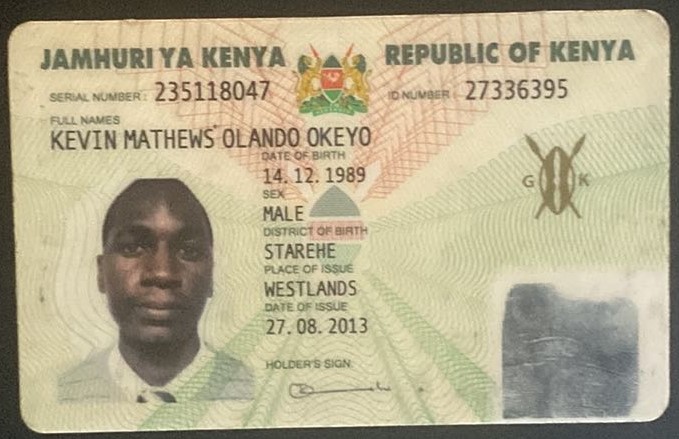 JAMHURI YA KENYA REPUBLIC OF KENYA
SERIAL NUMBER: 235118047 ID NUMBER: 27336395
FULL NAMES
KEVIN MATHEWS OLANDO OKEYO
DATE OF BIRTH
14. 12. 1989
SEX
MALE
DISTRICT OF BIRTH
STAREHE
PLACE OF ISSUE
WESTLANDS
DATE OF ISSUE
27. 08. 2013
HOLDER'S SIGN.
G K